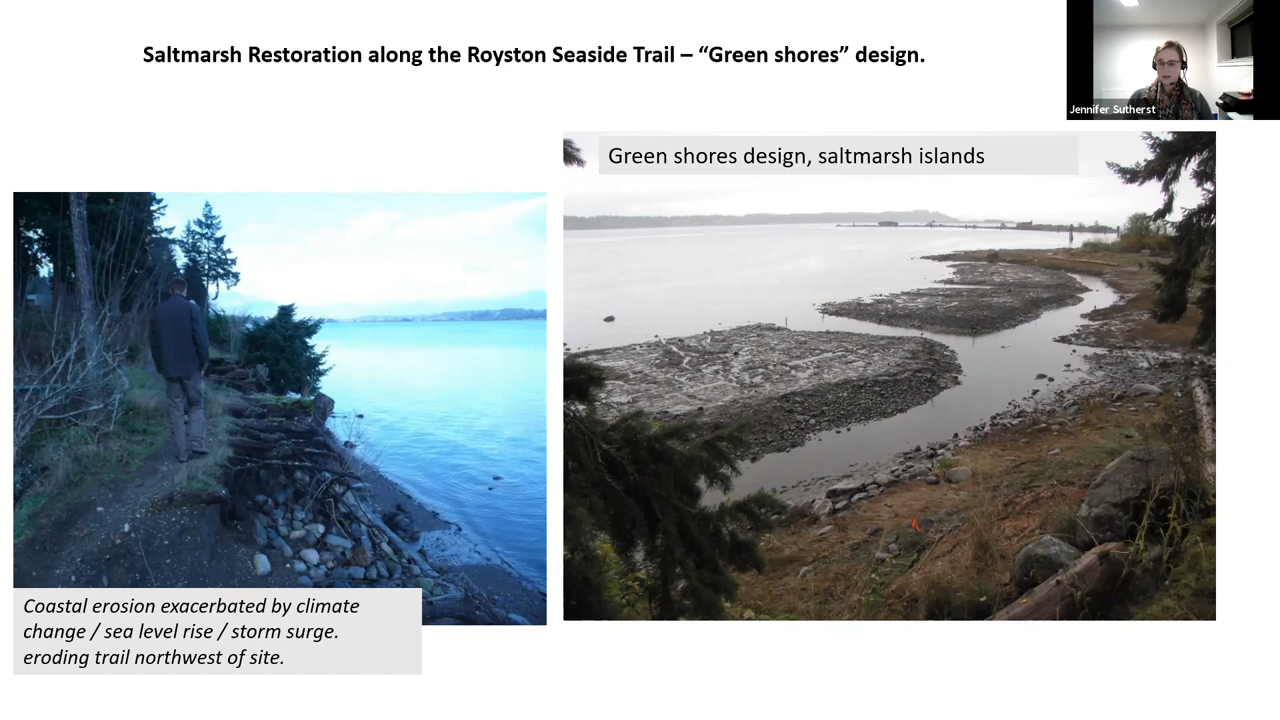 Saltmarsh Restoration along the Royston Seaside Trail – “Green shores” design.
Jennifer Sutherst
Green shores design, saltmarsh islands
Coastal erosion exacerbated by climate
change / sea level rise / storm surge.
eroding trail northwest of site.